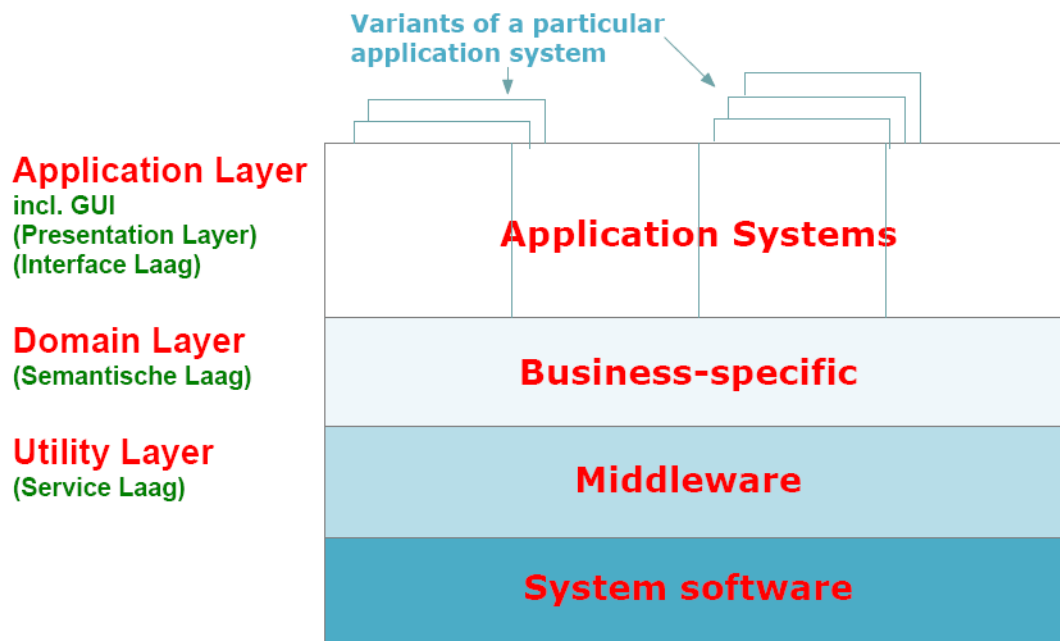 Variants of a particular
application system
Application Layer
incl. GUI
(Presentation Layer)
(Interface Laag)
Application Systems
Domain Layer
(Semantische Laag)
Business-specific
Utility Layer
(Service Laag)
Middleware
System software